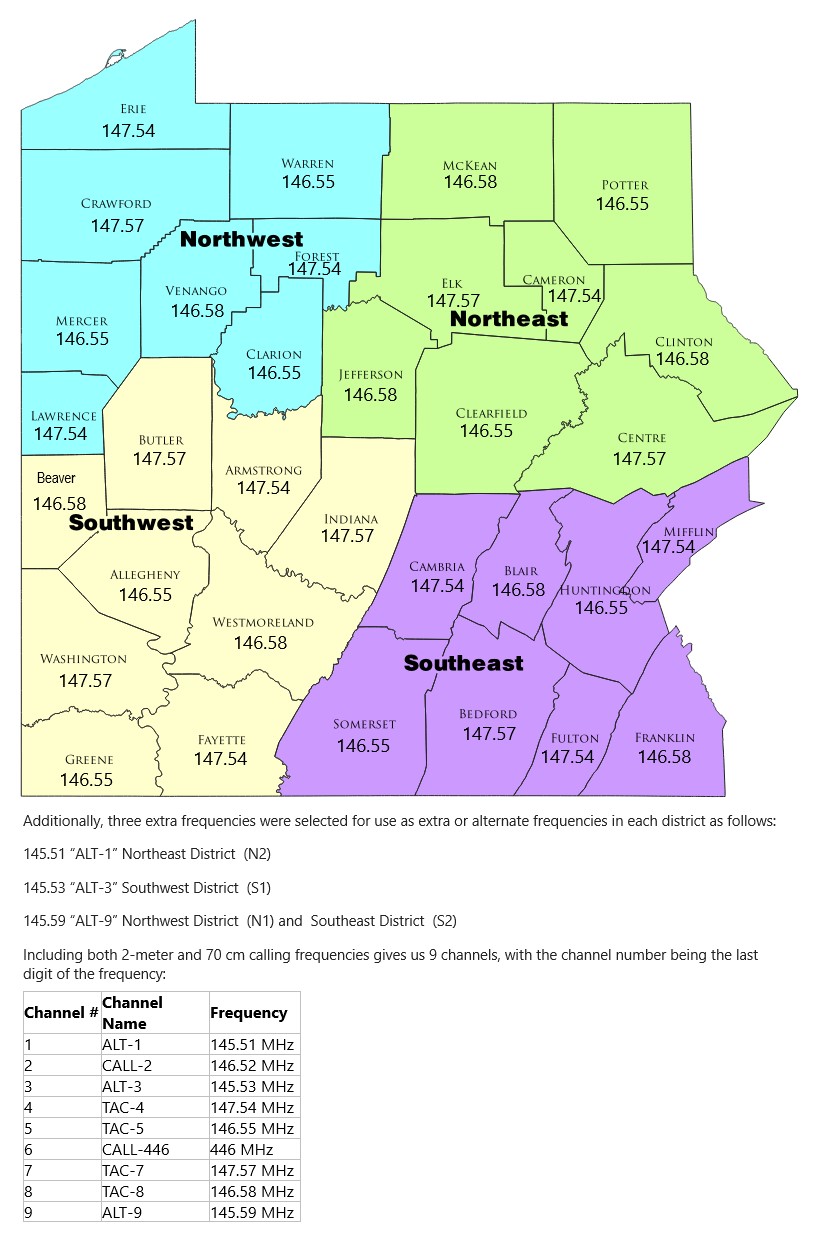 ERIE
147.54
WARREN
146.55
MCKEAN
146.58
POTTER
146.55
CRAWFORD
147.57
Northwest
FOREST
147.54
VENANGO
146.58
ELK
147.57
CAMERON
147.54
Northeast
MERCER
146.55
CLARION
146.55
CLINTON
146.58
JEFFERSON
146.58
LAWRENCE
147.54
CLEARFIELD
146.55
CENTRE
147.57
BUTLER
147.57
ARMSTRONG
147.54
Beaver
146.58
Southwest
INDIANA
147.57
MIFFLIN
147.54
ALLEGHENY
146.55
CAMBRIA
147.54
BLAIR
146.58
HUNTINGDON
146.55
WESTMORELAND
146.58
WASHINGTON
147.57
Southeast
SOMERSET
146.55
BEDFORD
147.57
FULTON
147.54
FRANKLIN
146.58
FAYETTE
147.54
GREENE
146.55
Additionally, three extra frequencies were selected for use as extra or alternate frequencies in each district as follows:
145.51 “ALT-1” Northeast District (N2)
145.53 “ALT-3” Southwest District (S1)
145.59 “ALT-9” Northwest District (N1) and Southeast District (S2)
Including both 2-meter and 70 cm calling frequencies gives us 9 channels, with the channel number being the last
digit of the frequency:
Channel # Channel Name Frequency
1 ALT-1 145.51 MHz
2 CALL-2 146.52 MHz
3 ALT-3 145.53 MHz
4 TAC-4 147.54 MHz
5 TAC-5 146.55 MHz
6 CALL-446 446 MHz
7 TAC-7 147.57 MHz
8 TAC-8 146.58 MHz
9 ALT-9 145.59 MHz